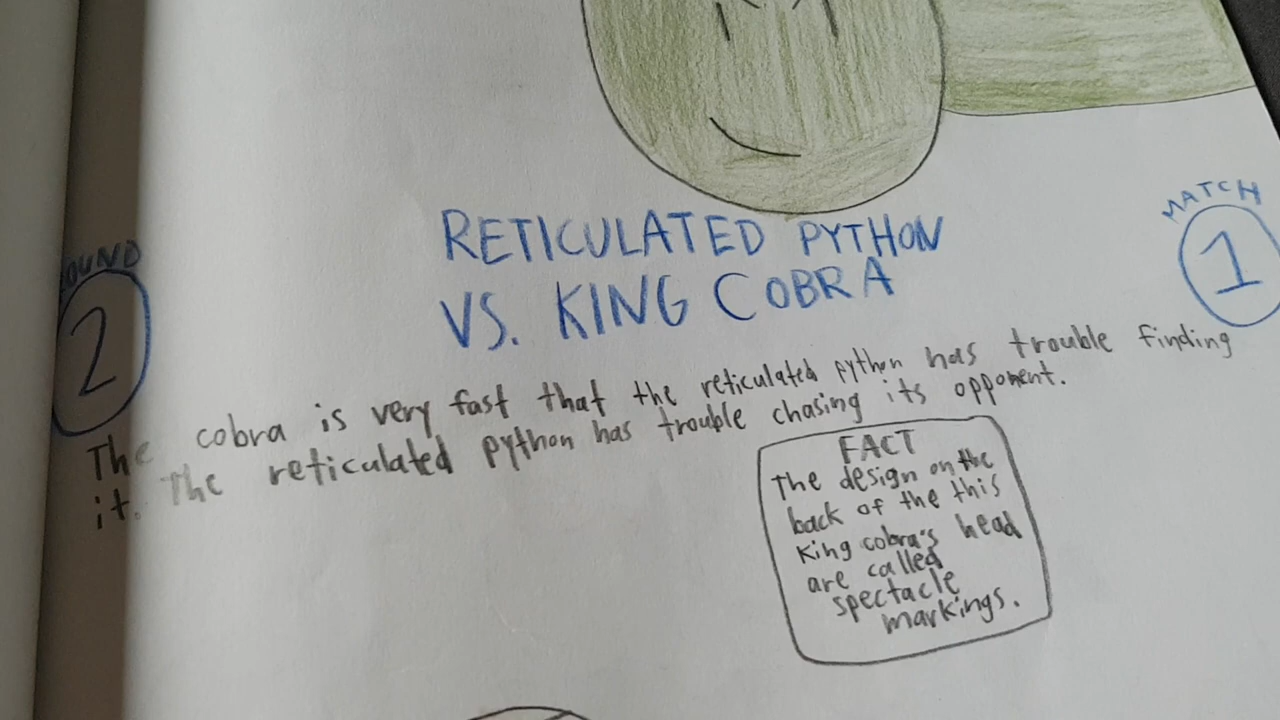 RETICULATED PYTHON
VS. KING COBRA
MATCH
1
OUND
2
The cobra is very fast that the reticulated python has trouble finding
it. The reticulated python has trouble chasing its opponent.
FACT
The design on the
back of the this
King cobra's head
are called
spectacle
markings.